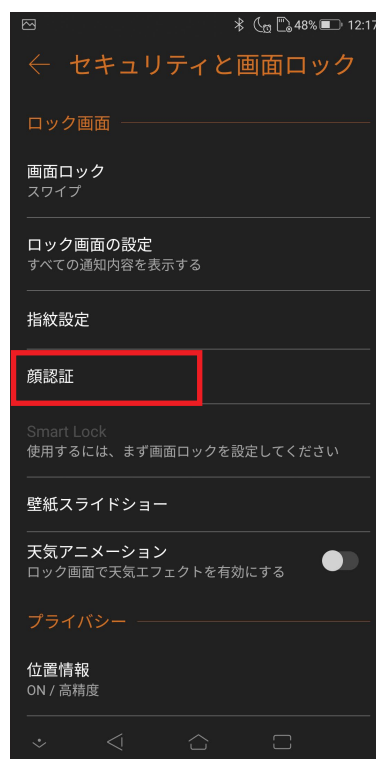 48% 12:17
セキュリティと画面ロック
ロック画面
画面ロック
スワイプ
ロック画面の設定
すべての通知内容を表示する
指紋設定
顔認証
Smart Lock
使用するには、まず画面ロックを設定してください
壁紙スライドショー
天気アニメーション
ロック画面で天気エフェクトを有効にする
プライバシー
位置情報
ON / 高精度